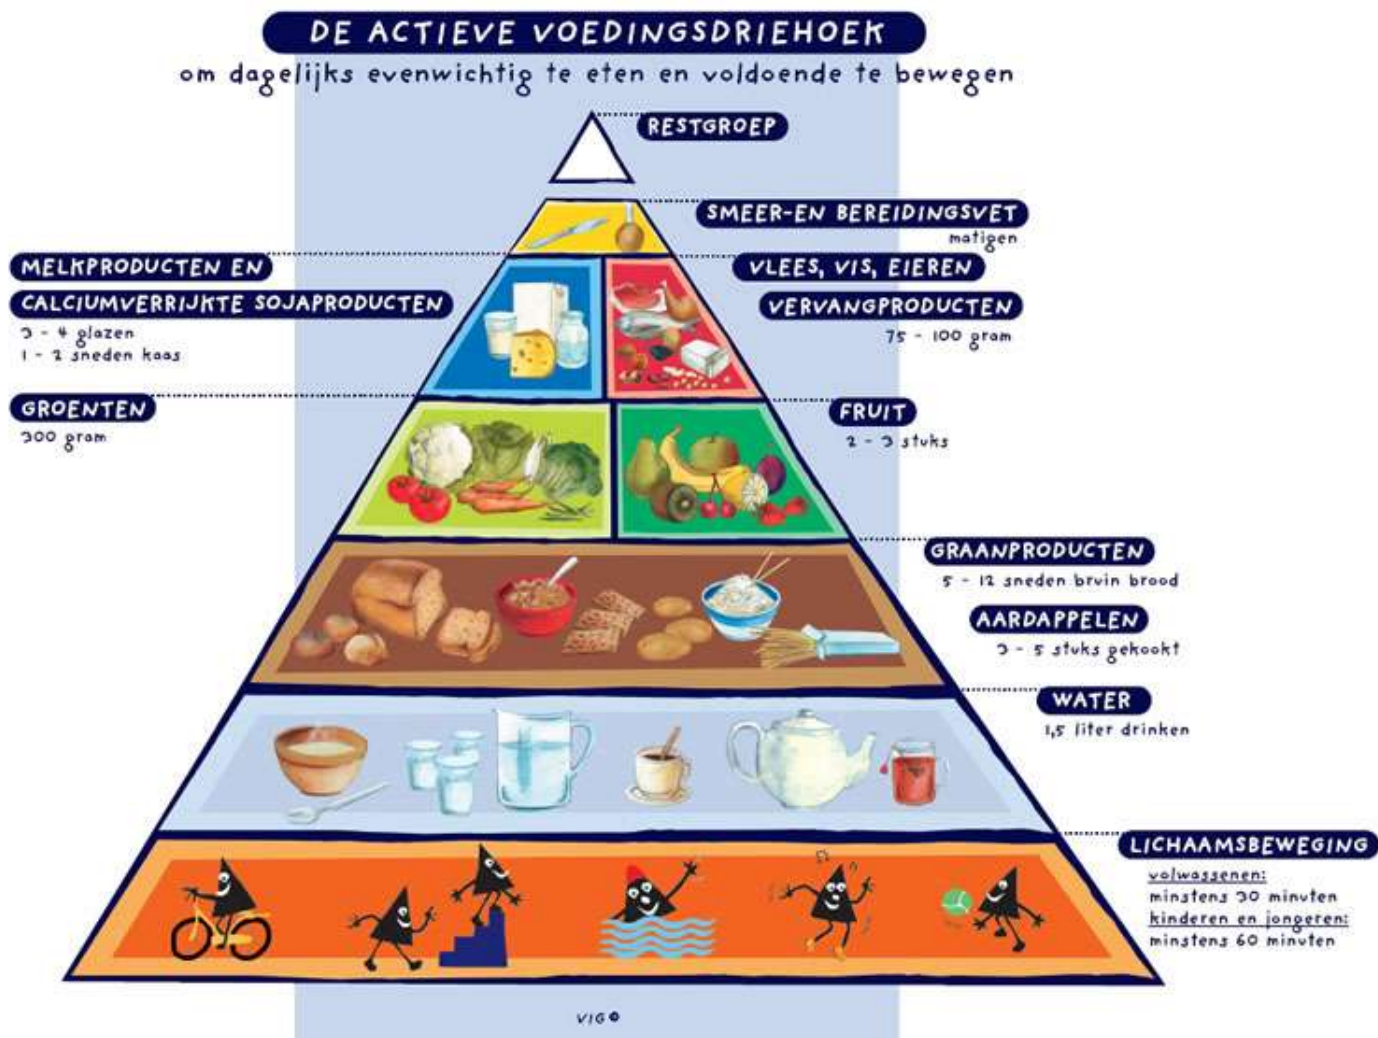 DE ACTIEVE VOEDINGSDRIEHOEK
om dagelijks evenwichtig te eten en voldoende te bewegen
RESTGROEP
SMEER-EN BEREIDINGSVET
matigen
MELKPRODUCTEN EN
CALCIUMVERRIJKTE SOJAPRODUCTEN
3 - 4 glazen
1 - 2 sneden kaas
VLEES, VIS, EIEREN
VERVANGPRODUCTEN
75 - 100 gram
GROENTEN
300 gram
FRUIT
2 - 3 stuks
GRAANPRODUCTEN
5 - 12 sneden bruin brood
AARDAPPELEN
3 - 5 stuks gekookt
WATER
1,5 liter drinken
LICHAAMSBEWEGING
volwassenen:
minstens 30 minuten
kinderen en jongeren:
minstens 60 minuten
VIG